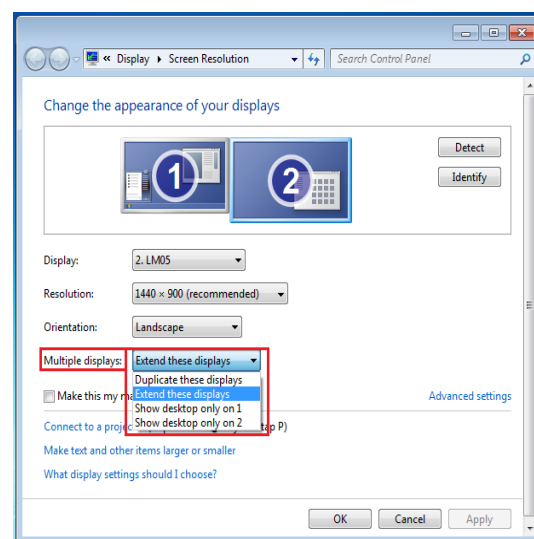 « Display ▸ Screen Resolution
Search Control Panel
Change the appearance of your displays
1
2
Detect
Identify
Display: 2. LM05
Resolution: 1440 × 900 (recommended)
Orientation: Landscape
Multiple displays: Extend these displays
Duplicate these displays
Extend these displays
Make this my
Show desktop only on 1
Advanced settings
Show desktop only on 2
Connect to a tap P)
Make text and other items larger or smaller
What display settings should I choose?
OK Cancel Apply